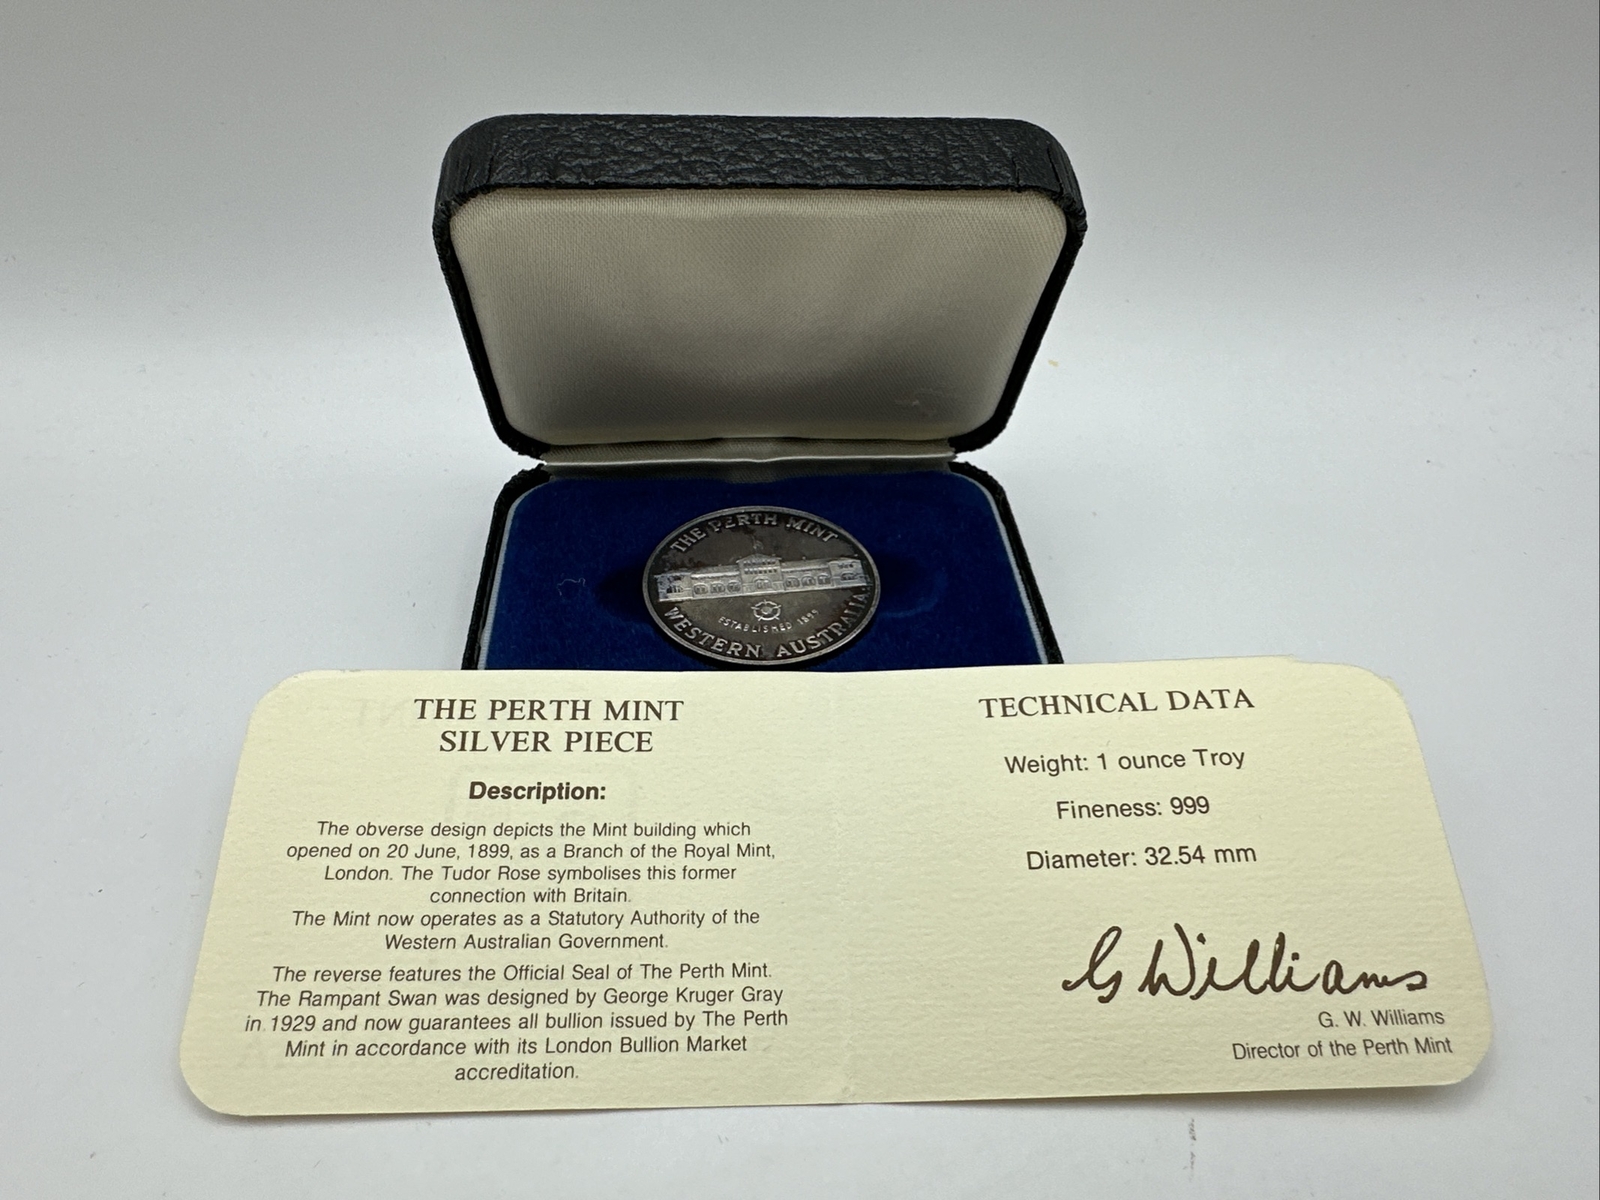 THE PERTH MINT
ESTABLISHED 1899
WESTERN AUSTRALIA
THE PERTH MINT
SILVER PIECE
Description:
The obverse design depicts the Mint building which
opened on 20 June, 1899, as a Branch of the Royal Mint,
London. The Tudor Rose symbolises this former
connection with Britain.
The Mint now operates as a Statutory Authority of the
Western Australian Government.
The reverse features the Official Seal of The Perth Mint.
The Rampant Swan was designed by George Kruger Gray
in 1929 and now guarantees all bullion issued by The Perth
Mint in accordance with its London Bullion Market
accreditation.
TECHNICAL DATA
Weight: 1 ounce Troy
Fineness: 999
Diameter: 32.54 mm
G Williams
G. W. Williams
Director of the Perth Mint